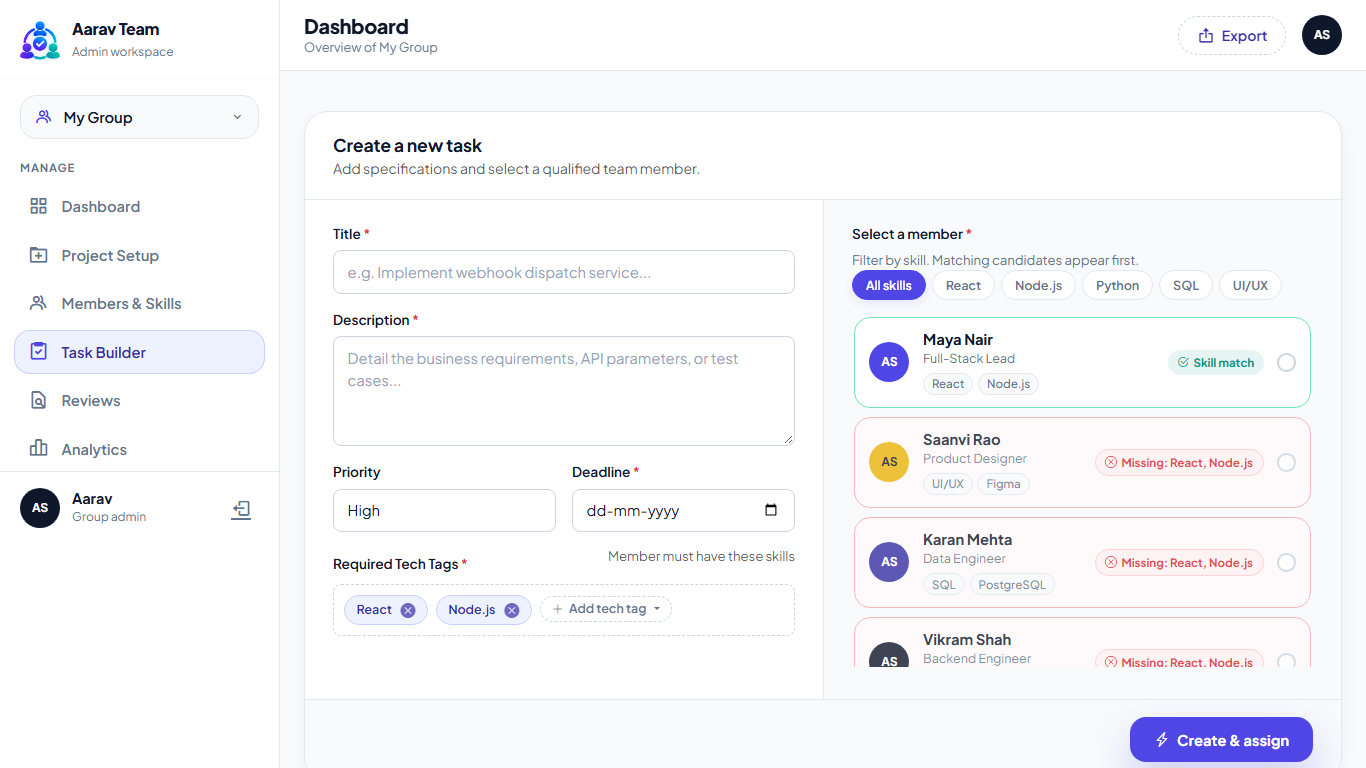 Aarav Team
Admin workspace
My Group
MANAGE
Dashboard
Project Setup
Members & Skills
Task Builder
Reviews
Analytics
AS
Aarav
Group admin
Dashboard
Overview of My Group
Export
AS
Create a new task
Add specifications and select a qualified team member.
Title *
e.g. Implement webhook dispatch service...
Description *
Detail the business requirements, API parameters, or test
cases...
Priority
Deadline *
High
dd-mm-yyyy
Required Tech Tags *
Member must have these skills
React
Node.js
Add tech tag
Select a member *
Filter by skill. Matching candidates appear first.
All skills
React
Node.js
Python
SQL
UI/UX
AS
Maya Nair
Full-Stack Lead
React
Node.js
Skill match
AS
Saanvi Rao
Product Designer
UI/UX
Figma
Missing: React, Node.js
AS
Karan Mehta
Data Engineer
SQL
PostgreSQL
Missing: React, Node.js
AS
Vikram Shah
Backend Engineer
Missing: React, Node.js
Create & assign